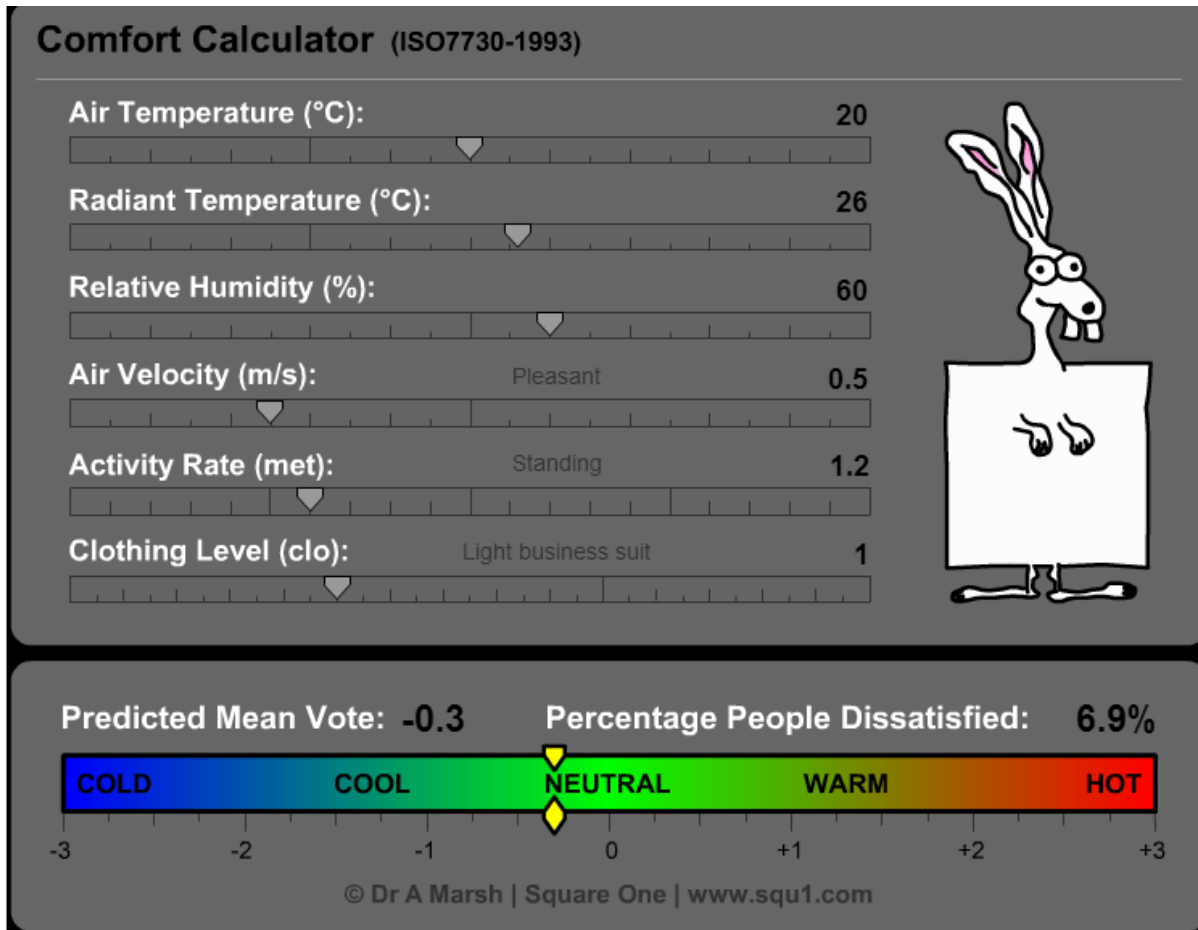 Comfort Calculator (ISO7730-1993)
Air Temperature (°C): 20
Radiant Temperature (°C): 26
Relative Humidity (%): 60
Air Velocity (m/s): Pleasant 0.5
Activity Rate (met): Standing 1.2
Clothing Level (clo): Light business suit 1
Predicted Mean Vote: -0.3 Percentage People Dissatisfied: 6.9%
COLD COOL NEUTRAL WARM HOT
-3 -2 -1 0 +1 +2 +3
© Dr A Marsh | Square One | www.squ1.com